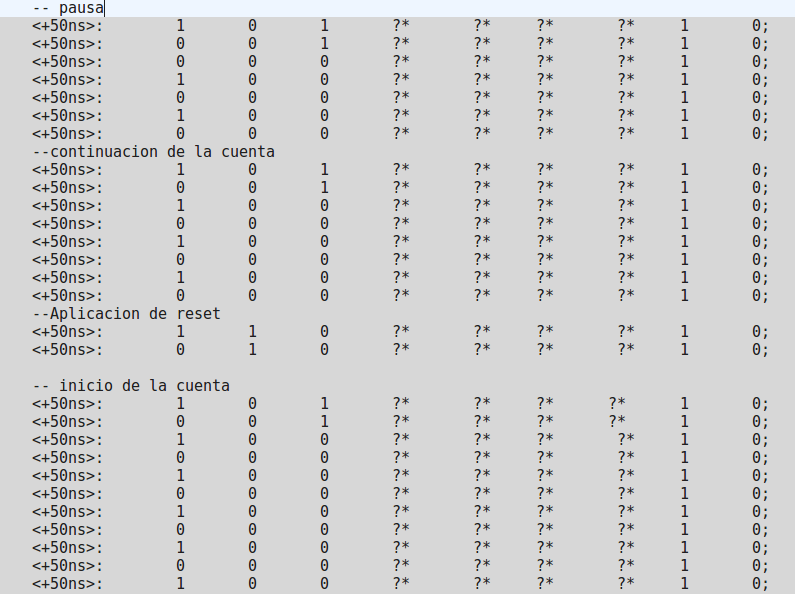 -- pausa
<+50ns>: 1 0 1 ?* ?* ?* ?* 1 0;
<+50ns>: 0 0 1 ?* ?* ?* ?* 1 0;
<+50ns>: 0 0 0 ?* ?* ?* ?* 1 0;
<+50ns>: 1 0 0 ?* ?* ?* ?* 1 0;
<+50ns>: 0 0 0 ?* ?* ?* ?* 1 0;
<+50ns>: 1 0 0 ?* ?* ?* ?* 1 0;
<+50ns>: 0 0 0 ?* ?* ?* ?* 1 0;
--continuacion de la cuenta
<+50ns>: 1 0 1 ?* ?* ?* ?* 1 0;
<+50ns>: 0 0 1 ?* ?* ?* ?* 1 0;
<+50ns>: 1 0 0 ?* ?* ?* ?* 1 0;
<+50ns>: 0 0 0 ?* ?* ?* ?* 1 0;
<+50ns>: 1 0 0 ?* ?* ?* ?* 1 0;
<+50ns>: 0 0 0 ?* ?* ?* ?* 1 0;
<+50ns>: 1 0 0 ?* ?* ?* ?* 1 0;
<+50ns>: 0 0 0 ?* ?* ?* ?* 1 0;
--Aplicacion de reset
<+50ns>: 1 1 0 ?* ?* ?* ?* 1 0;
<+50ns>: 0 1 0 ?* ?* ?* ?* 1 0;
-- inicio de la cuenta
<+50ns>: 1 0 1 ?* ?* ?* ?* 1 0;
<+50ns>: 0 0 1 ?* ?* ?* ?* 1 0;
<+50ns>: 1 0 0 ?* ?* ?* ?* 1 0;
<+50ns>: 0 0 0 ?* ?* ?* ?* 1 0;
<+50ns>: 1 0 0 ?* ?* ?* ?* 1 0;
<+50ns>: 0 0 0 ?* ?* ?* ?* 1 0;
<+50ns>: 1 0 0 ?* ?* ?* ?* 1 0;
<+50ns>: 0 0 0 ?* ?* ?* ?* 1 0;
<+50ns>: 1 0 0 ?* ?* ?* ?* 1 0;
<+50ns>: 0 0 0 ?* ?* ?* ?* 1 0;
<+50ns>: 1 0 0 ?* ?* ?* ?* 1 0;